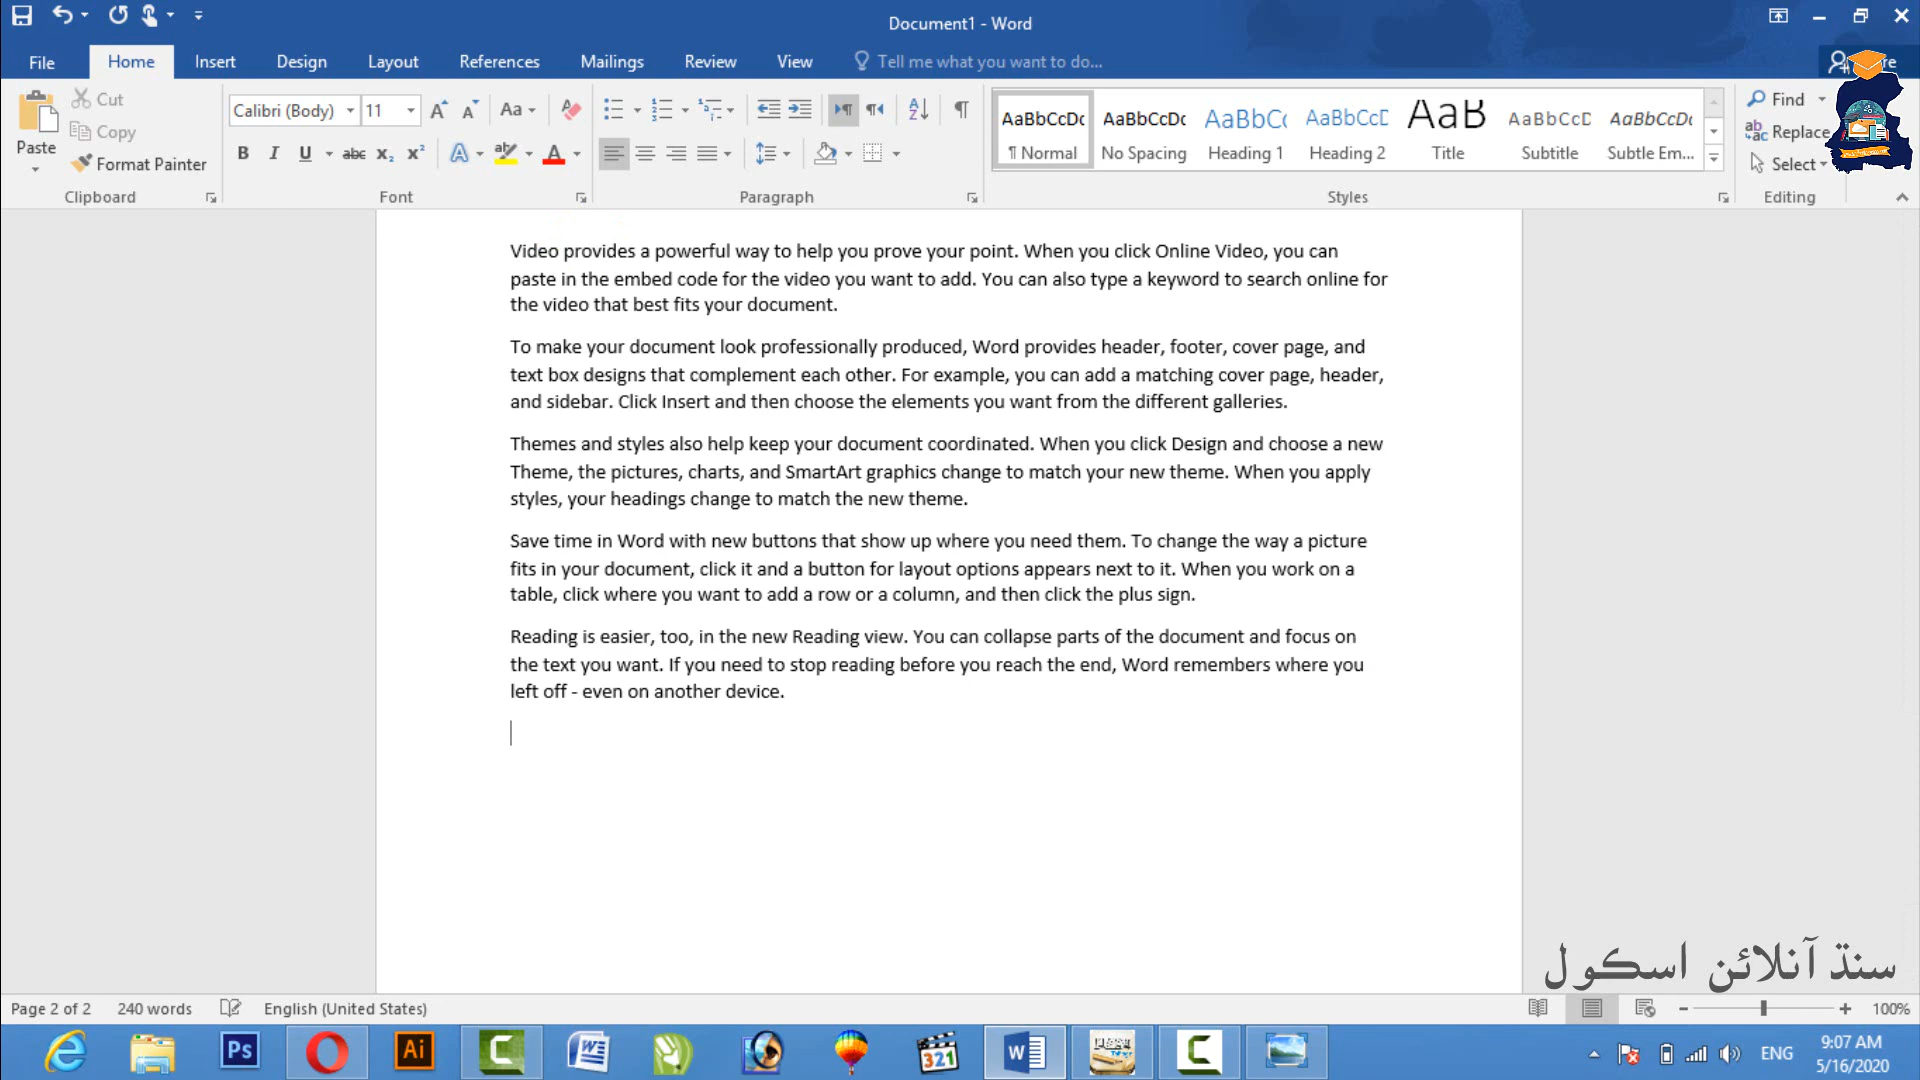 Document1 - Word
File Home Insert Design Layout References Mailings Review View Tell me what you want to do...
Paste
Cut
Copy
Format Painter
Clipboard
Calibri (Body) 11
Font
Paragraph
AaBbCcDc AaBbCcDc AaBbCc AaBbCcD AaB AaBbCcD AaBbCcDc
¶ Normal No Spacing Heading 1 Heading 2 Title Subtitle Subtle Em...
Styles
Find
Replace
Select
Editing
Video provides a powerful way to help you prove your point. When you click Online Video, you can
paste in the embed code for the video you want to add. You can also type a keyword to search online for
the video that best fits your document.
To make your document look professionally produced, Word provides header, footer, cover page, and
text box designs that complement each other. For example, you can add a matching cover page, header,
and sidebar. Click Insert and then choose the elements you want from the different galleries.
Themes and styles also help keep your document coordinated. When you click Design and choose a new
Theme, the pictures, charts, and SmartArt graphics change to match your new theme. When you apply
styles, your headings change to match the new theme.
Save time in Word with new buttons that show up where you need them. To change the way a picture
fits in your document, click it and a button for layout options appears next to it. When you work on a
table, click where you want to add a row or a column, and then click the plus sign.
Reading is easier, too, in the new Reading view. You can collapse parts of the document and focus on
the text you want. If you need to stop reading before you reach the end, Word remembers where you
left off - even on another device.
سنڌ آنلائن اسڪول
Page 2 of 2 240 words English (United States) 100%
Ps Ai 321 ENG
9:07 AM
5/16/2020